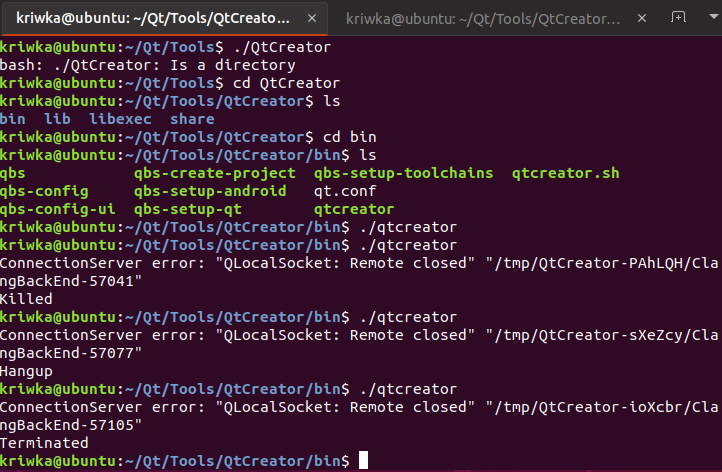 kriwka@ubuntu: ~/Qt/Tools/QtCreato... × kriwka@ubuntu: ~/Qt/Tools/QtCreator... ×
kriwka@ubuntu:~/Qt/Tools$ ./QtCreator
bash: ./QtCreator: Is a directory
kriwka@ubuntu:~/Qt/Tools$ cd QtCreator
kriwka@ubuntu:~/Qt/Tools/QtCreator$ ls
bin lib libexec share
kriwka@ubuntu:~/Qt/Tools/QtCreator$ cd bin
kriwka@ubuntu:~/Qt/Tools/QtCreator/bin$ ls
qbs qbs-create-project qbs-setup-toolchains qtcreator.sh
qbs-config qbs-setup-android qt.conf
qbs-config-ui qbs-setup-qt qtcreator
kriwka@ubuntu:~/Qt/Tools/QtCreator/bin$ ./qtcreator
kriwka@ubuntu:~/Qt/Tools/QtCreator/bin$ ./qtcreator
ConnectionServer error: "QLocalSocket: Remote closed" "/tmp/QtCreator-PAhLQH/Cla
ngBackEnd-57041"
Killed
kriwka@ubuntu:~/Qt/Tools/QtCreator/bin$ ./qtcreator
ConnectionServer error: "QLocalSocket: Remote closed" "/tmp/QtCreator-sXeZcy/Cla
ngBackEnd-57077"
Hangup
kriwka@ubuntu:~/Qt/Tools/QtCreator/bin$ ./qtcreator
ConnectionServer error: "QLocalSocket: Remote closed" "/tmp/QtCreator-ioXcbr/Cla
ngBackEnd-57105"
Terminated
kriwka@ubuntu:~/Qt/Tools/QtCreator/bin$